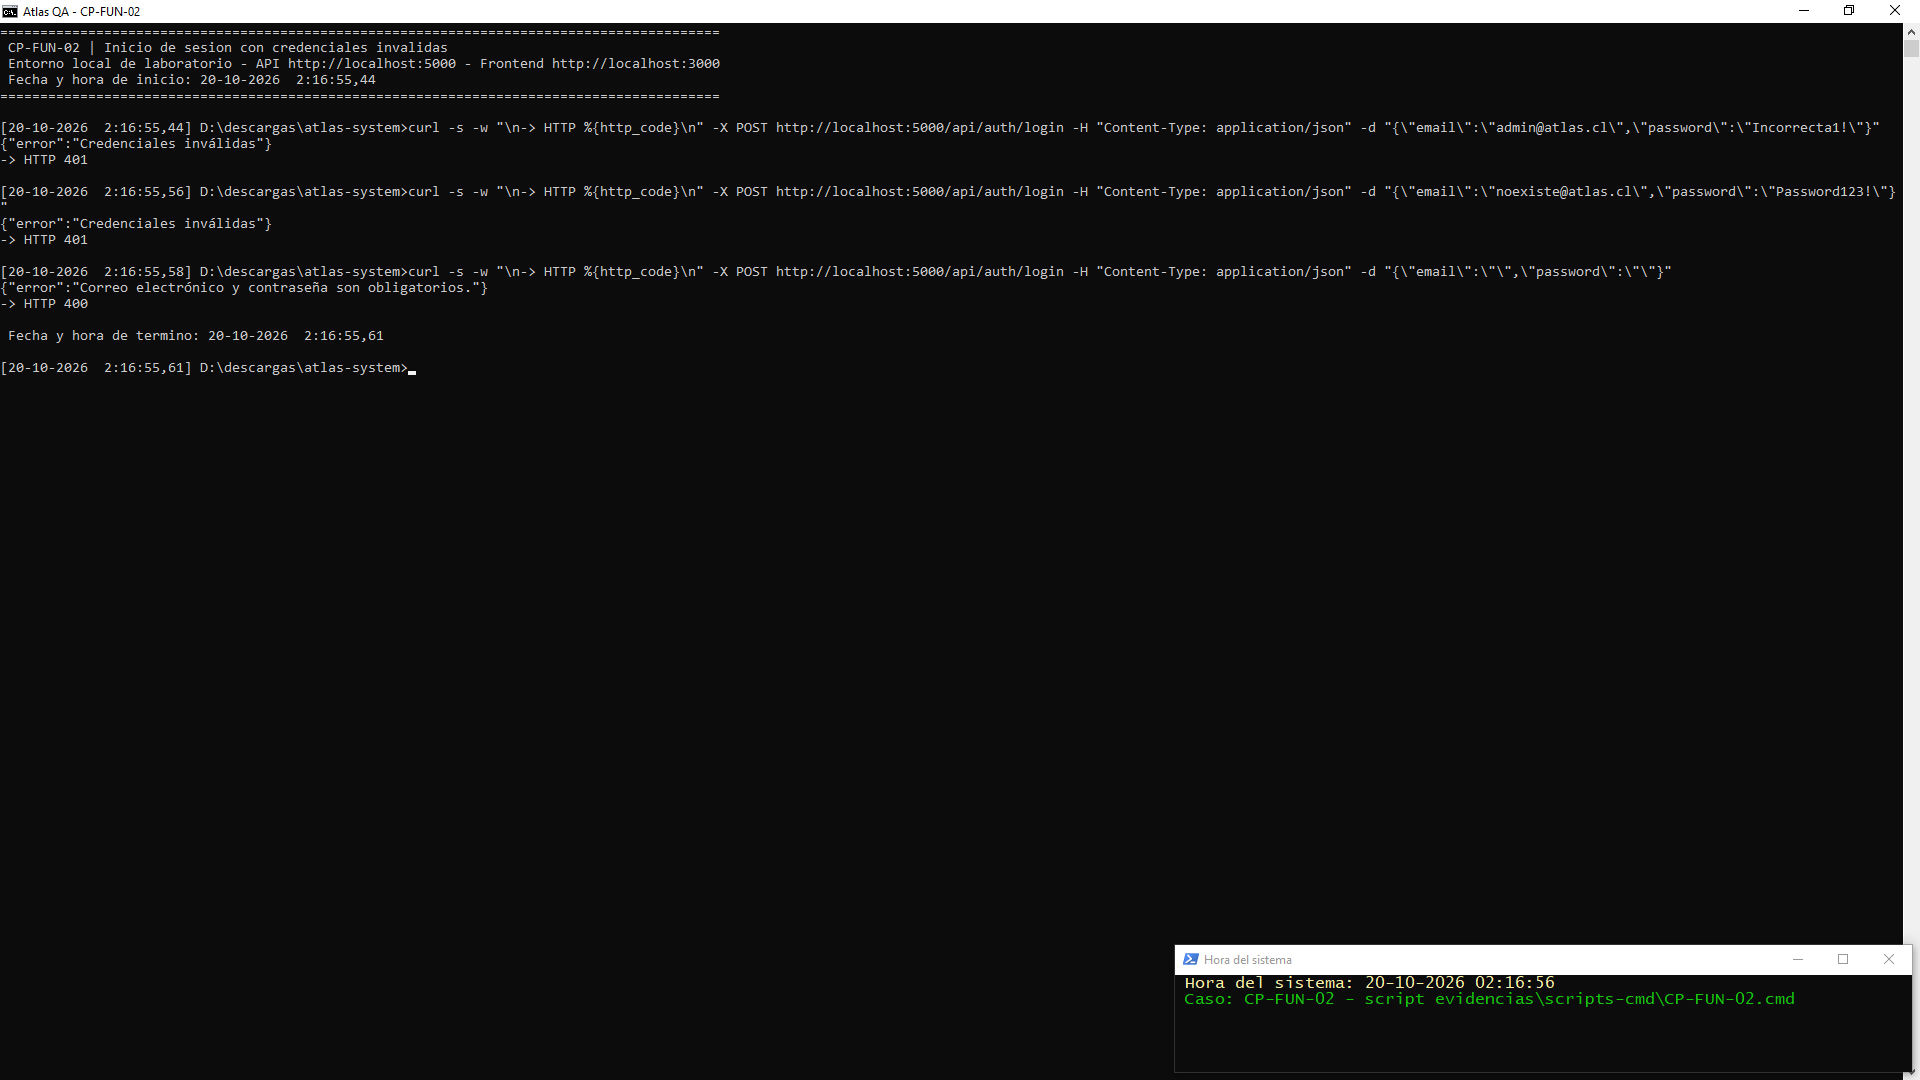 Atlas QA - CP-FUN-02
==========================================================================================
CP-FUN-02 | Inicio de sesion con credenciales invalidas
Entorno local de laboratorio - API http://localhost:5000 - Frontend http://localhost:3000
Fecha y hora de inicio: 20-10-2026  2:16:55,44
==========================================================================================
[20-10-2026  2:16:55,44] D:\descargas\atlas-system>curl -s -w "\n-> HTTP %{http_code}\n" -X POST http://localhost:5000/api/auth/login -H "Content-Type: application/json" -d "{\"email\":\"admin@atlas.cl\",\"password\":\"Incorrecta1!\"}"
{"error":"Credenciales inválidas"}
-> HTTP 401
[20-10-2026  2:16:55,56] D:\descargas\atlas-system>curl -s -w "\n-> HTTP %{http_code}\n" -X POST http://localhost:5000/api/auth/login -H "Content-Type: application/json" -d "{\"email\":\"noexiste@atlas.cl\",\"password\":\"Password123!\"}
"
{"error":"Credenciales inválidas"}
-> HTTP 401
[20-10-2026  2:16:55,58] D:\descargas\atlas-system>curl -s -w "\n-> HTTP %{http_code}\n" -X POST http://localhost:5000/api/auth/login -H "Content-Type: application/json" -d "{\"email\":\"\",\"password\":\"\"}"
{"error":"Correo electrónico y contraseña son obligatorios."}
-> HTTP 400
Fecha y hora de termino: 20-10-2026  2:16:55,61
[20-10-2026  2:16:55,61] D:\descargas\atlas-system>
Hora del sistema
Hora del sistema: 20-10-2026 02:16:56
Caso: CP-FUN-02 - script evidencias\scripts-cmd\CP-FUN-02.cmd